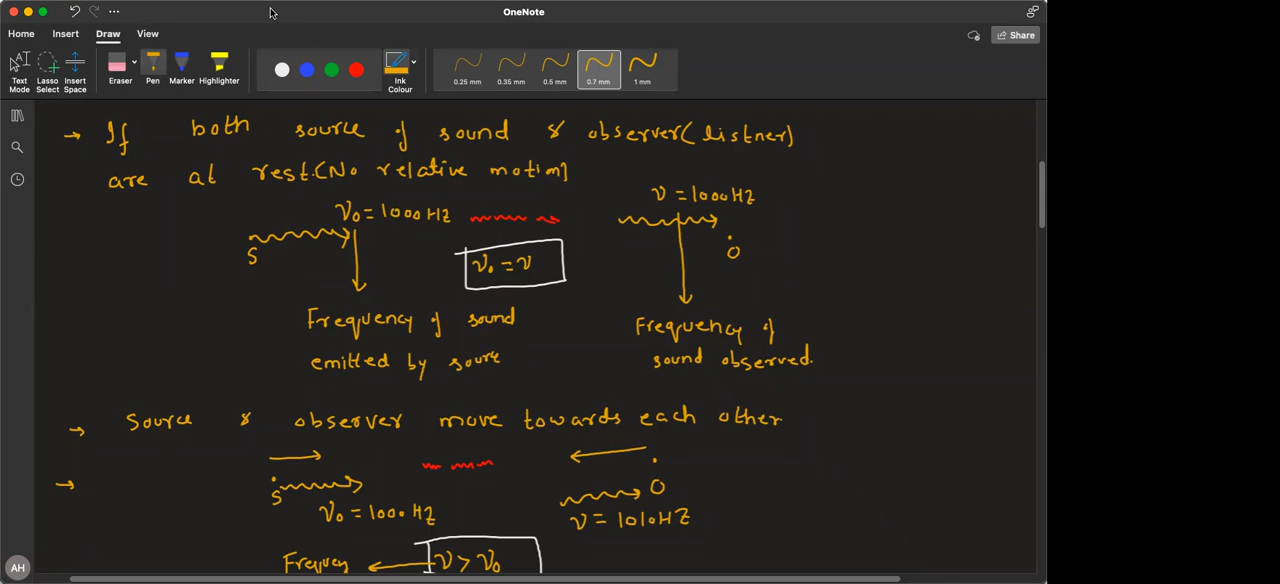 OneNote
Home Insert Draw View
Share
Text Mode
Lasso Select
Insert Space
Eraser
Pen
Marker
Highlighter
Ink Colour
0.25 mm
0.35 mm
0.5 mm
0.7 mm
1 mm
→ If both source of sound & observer(listner)
are at rest.(No relative motion)
ν₀ = 1000 HZ
ν = 1000 HZ
S
ν₀ = ν
O
Frequency of sound
emitted by source
Frequency of
sound observed.
→ Source & observer move towards each other
→
S
O
ν₀ = 1000 HZ
ν = 1010 HZ
Frequency ← ν > ν₀
AH